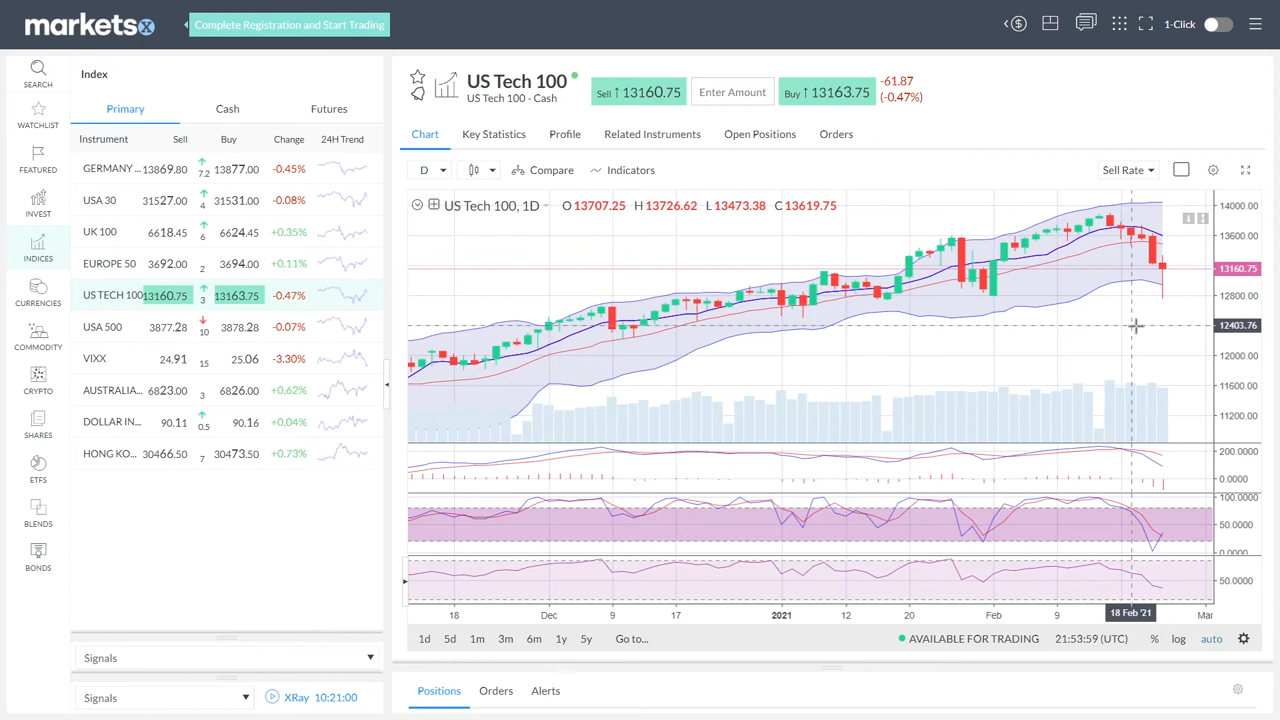 marketsx
Complete Registration and Start Trading
1-Click
SEARCH
WATCHLIST
FEATURED
INVEST
INDICES
CURRENCIES
COMMODITY
CRYPTO
SHARES
ETFS
BLENDS
BONDS
Index
Primary Cash Futures
Instrument Sell Buy Change 24H Trend
GERMANY ... 13869.80 7.2 13877.00 -0.45%
USA 30 31527.00 4 31531.00 -0.08%
UK 100 6618.45 6 6624.45 +0.35%
EUROPE 50 3692.00 2 3694.00 +0.11%
US TECH 100 13160.75 3 13163.75 -0.47%
USA 500 3877.28 10 3878.28 -0.07%
VIXX 24.91 15 25.06 -3.30%
AUSTRALIA... 6823.00 3 6826.00 +0.62%
DOLLAR IN... 90.11 0.5 90.16 +0.04%
HONG KO... 30466.50 7 30473.50 +0.73%
Signals
Signals XRay 10:21:00
US Tech 100
US Tech 100 - Cash
Sell 13160.75 Enter Amount Buy 13163.75
-61.87
(-0.47%)
Chart Key Statistics Profile Related Instruments Open Positions Orders
D Compare Indicators Sell Rate
US Tech 100, 1D O13707.25 H13726.62 L13473.38 C13619.75
14000.00
13600.00
13160.75
12800.00
12403.76
12000.00
11600.00
11200.00
200.0000
0.0000
100.0000
50.0000
0.0000
50.0000
18 Dec 9 17 2021 12 20 Feb 9 18 Feb '21 Mar
1d 5d 1m 3m 6m 1y 5y Go to... AVAILABLE FOR TRADING 21:53:59 (UTC) % log auto
Positions Orders Alerts